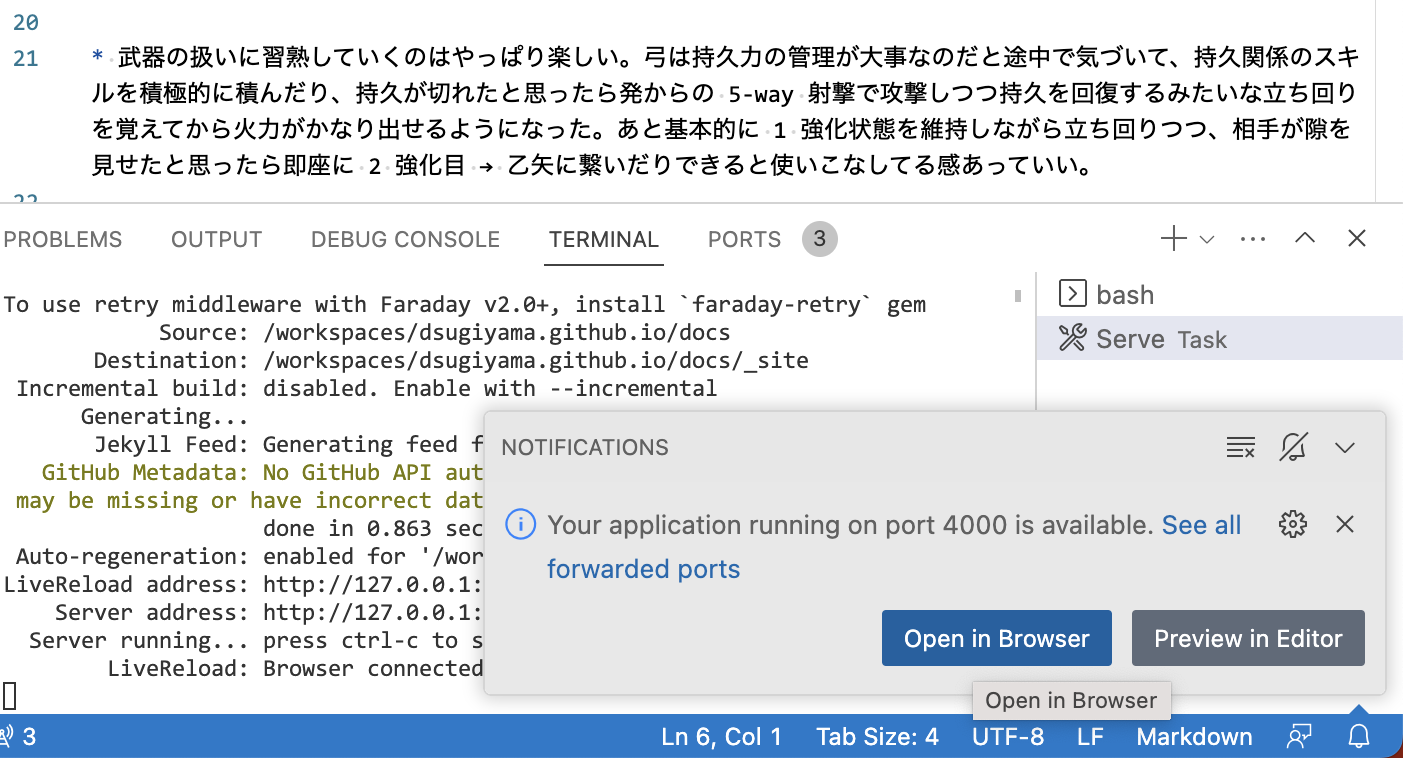 20
21
* 武器の扱いに習熟していくのはやっぱり楽しい。弓は持久力の管理が大事なのだと途中で気づいて、持久関係のスキ
ルを積極的に積んだり、持久が切れたと思ったら発からの 5-way 射撃で攻撃しつつ持久を回復するみたいな立ち回り
を覚えてから火力がかなり出せるようになった。あと基本的に 1 強化状態を維持しながら立ち回りつつ、相手が隙を
見せたと思ったら即座に 2 強化目 → 乙矢に繋いだりできると使いこなしてる感あっていい。
22
PROBLEMS OUTPUT DEBUG CONSOLE TERMINAL PORTS 3
To use retry middleware with Faraday v2.0+, install `faraday-retry` gem
Source: /workspaces/dsugiyama.github.io/docs
Destination: /workspaces/dsugiyama.github.io/docs/_site
Incremental build: disabled. Enable with --incremental
Generating...
Jekyll Feed: Generating feed f
GitHub Metadata: No GitHub API aut
may be missing or have incorrect dat
done in 0.863 sec
Auto-regeneration: enabled for '/wor
LiveReload address: http://127.0.0.1:
Server address: http://127.0.0.1:
Server running... press ctrl-c to s
LiveReload: Browser connected
bash
Serve Task
NOTIFICATIONS
Your application running on port 4000 is available. See all
forwarded ports
Open in Browser Preview in Editor
Open in Browser
3 Ln 6, Col 1 Tab Size: 4 UTF-8 LF Markdown